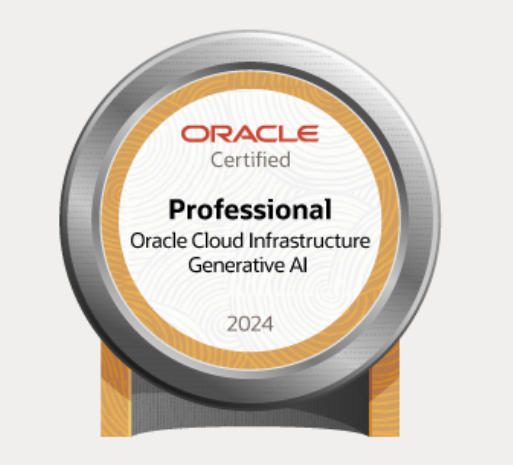 ORACLE
Certified
Professional
Oracle Cloud Infrastructure
Generative AI
2024